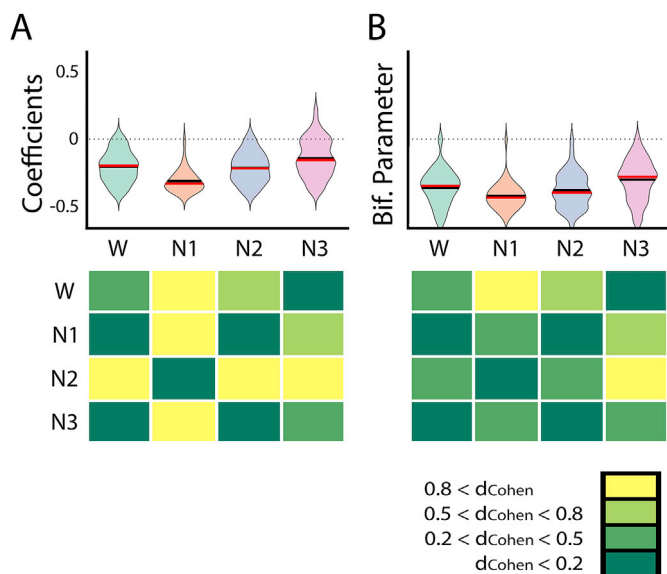 A
B
Coefficients
0.5
0
-0.5
W N1 N2 N3
Bif. Parameter
W N1 N2 N3
W
N1
N2
N3
0.8 < dCohen
0.5 < dCohen < 0.8
0.2 < dCohen < 0.5
dCohen < 0.2